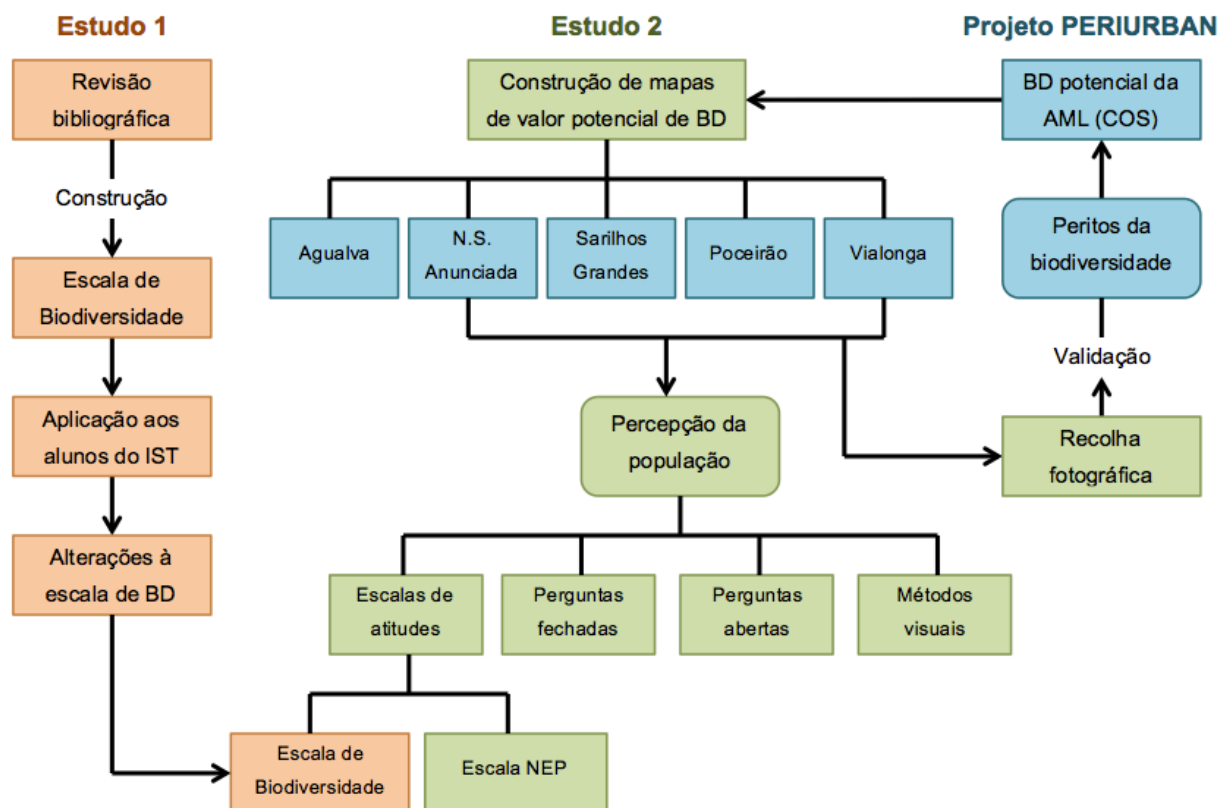 Estudo 1
Estudo 2
Projeto PERIURBAN
Revisão
bibliográfica
Construção
Escala de
Biodiversidade
Aplicação aos
alunos do IST
Alterações à
escala de BD
Construção de mapas
de valor potencial de BD
Agualva
N.S.
Anunciada
Sarilhos
Grandes
Poceirão
Vialonga
Percepção da
população
Escalas de
atitudes
Perguntas
fechadas
Perguntas
abertas
Métodos
visuais
Escala de
Biodiversidade
Escala NEP
BD potencial da
AML (COS)
Peritos da
biodiversidade
Validação
Recolha
fotográfica